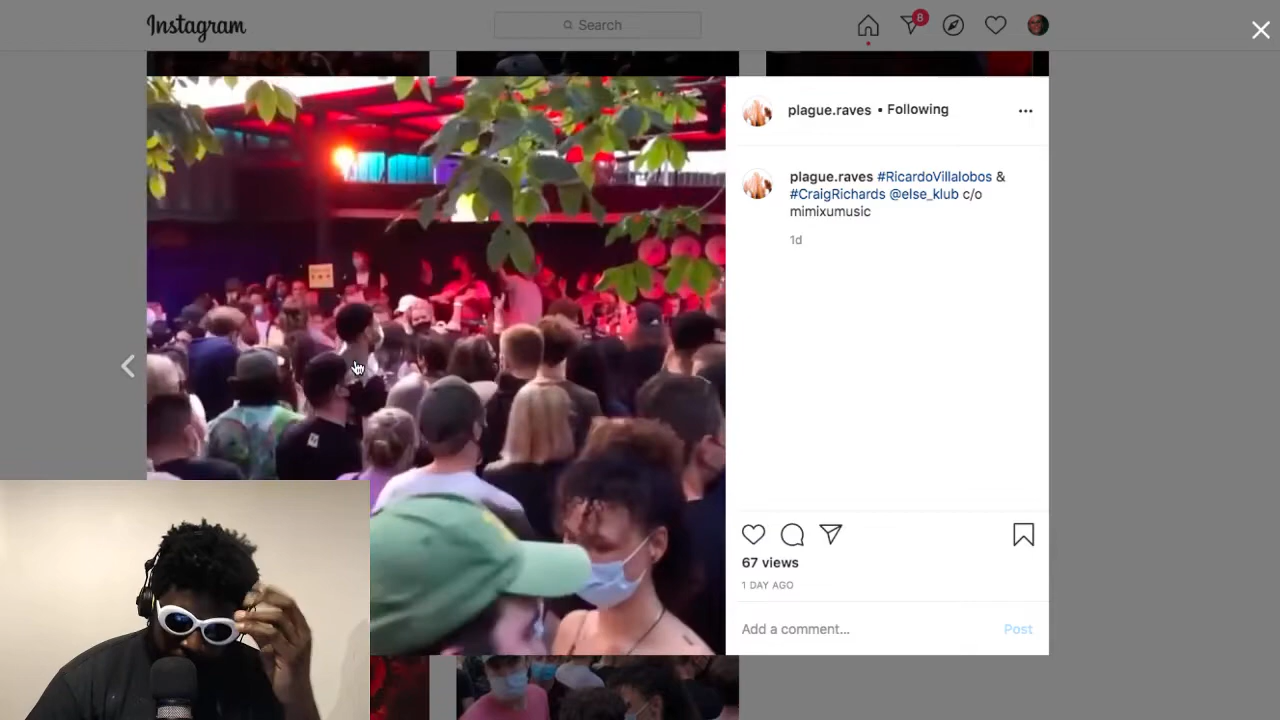 Instagram
Search
8
plague.raves • Following
plague.raves #RicardoVillalobos &
#CraigRichards @else_klub c/o
mimixumusic
1d
67 views
1 DAY AGO
Add a comment...
Post